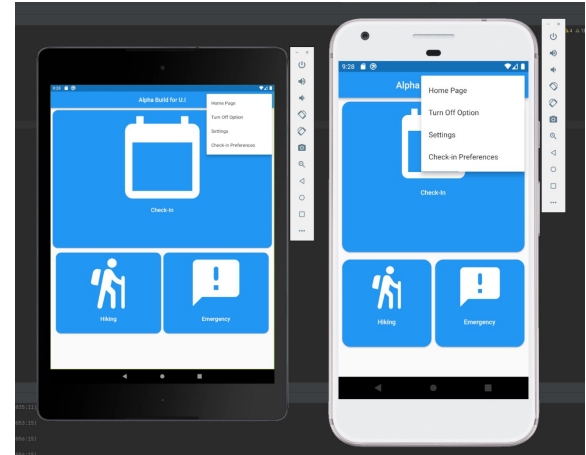 9:28
Alpha Build for U.I
Home Page
Turn Off Option
Settings
Check-in Preferences
Check-In
Hiking
Emergency
9:28
Alpha
Home Page
Turn Off Option
Settings
Check-in Preferences
Check-In
Hiking
Emergency